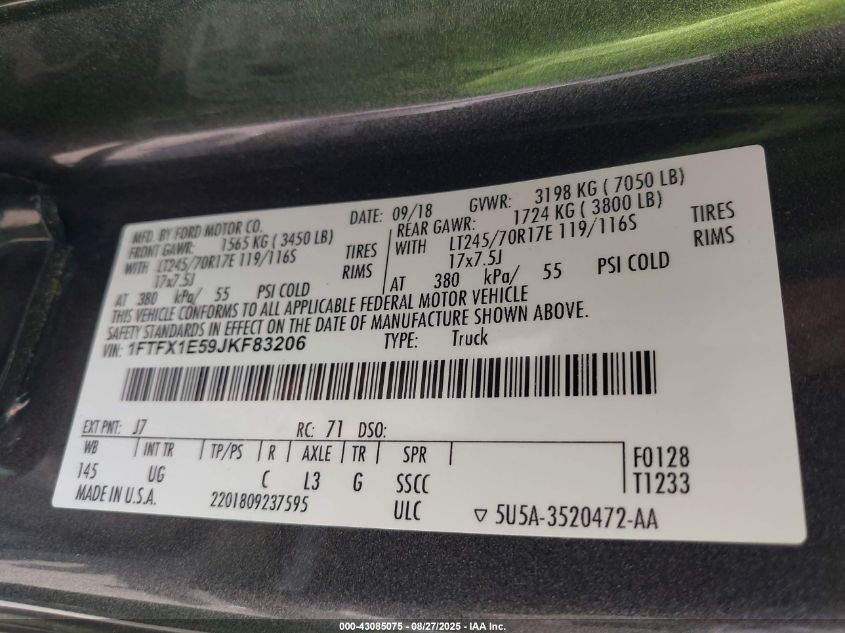 MFD. BY FORD MOTOR CO. DATE: 09/18 GVWR: 3198 KG ( 7050 LB)
FRONT GAWR: 1565 KG ( 3450 LB) REAR GAWR: 1724 KG ( 3800 LB)
WITH LT245/70R17E 119/116S TIRES WITH LT245/70R17E 119/116S TIRES
17x7.5J RIMS 17x7.5J RIMS
AT 380 kPa/ 55 PSI COLD AT 380 kPa/ 55 PSI COLD
THIS VEHICLE CONFORMS TO ALL APPLICABLE FEDERAL MOTOR VEHICLE
SAFETY STANDARDS IN EFFECT ON THE DATE OF MANUFACTURE SHOWN ABOVE.
VIN: 1FTFX1E59JKF83206 TYPE: Truck
EXT PNT: J7 RC: 71 DSO:
WB INT TR TP/PS R AXLE TR SPR F0128
145 UG C L3 G SSCC T1233
MADE IN U.S.A. 2201809237595 ULC ▽ 5U5A-3520472-AA
000-43085075 - 08/27/2025 - IAA Inc.